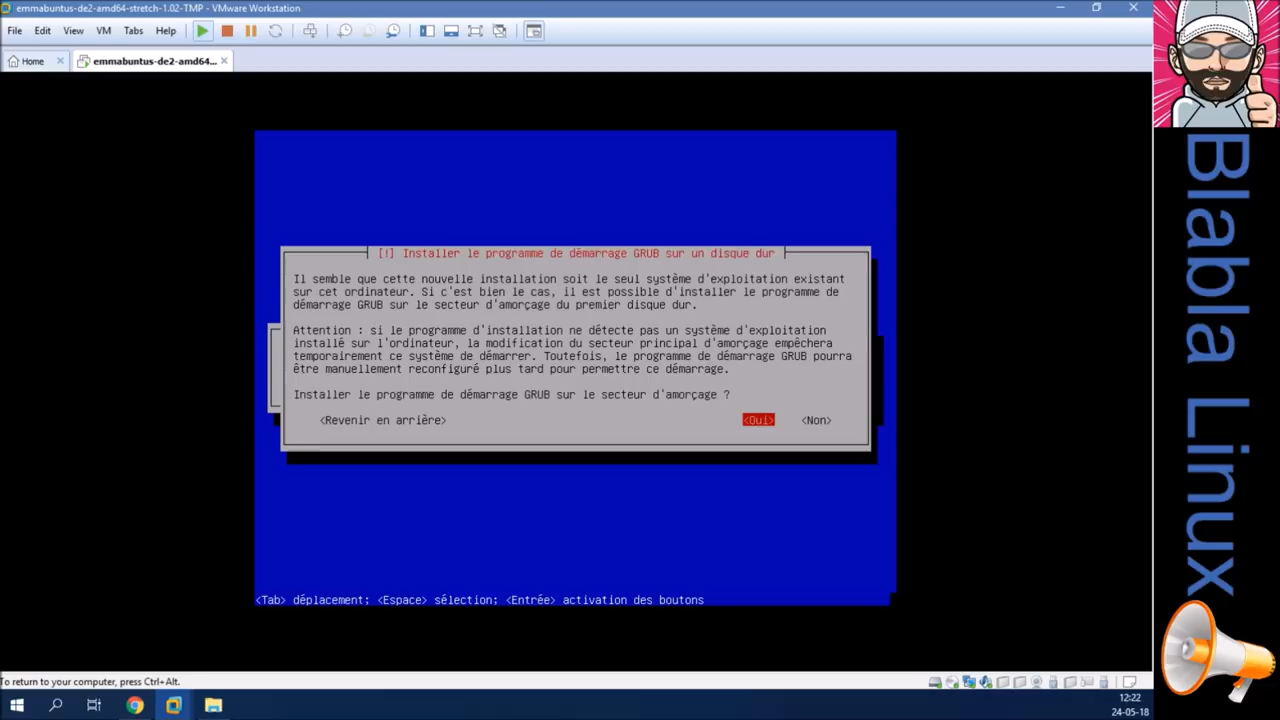 emmabuntus-de2-amd64-stretch-1.02-TMP - VMware Workstation
File Edit View VM Tabs Help
Home
emmabuntus-de2-amd64...
[!] Installer le programme de démarrage GRUB sur un disque dur
Il semble que cette nouvelle installation soit le seul système d'exploitation existant
sur cet ordinateur. Si c'est bien le cas, il est possible d'installer le programme de
démarrage GRUB sur le secteur d'amorçage du premier disque dur.
Attention : si le programme d'installation ne détecte pas un système d'exploitation
installé sur l'ordinateur, la modification du secteur principal d'amorçage empêchera
temporairement ce système de démarrer. Toutefois, le programme de démarrage GRUB pourra
être manuellement reconfiguré plus tard pour permettre ce démarrage.
Installer le programme de démarrage GRUB sur le secteur d'amorçage ?
<Revenir en arrière> <Oui> <Non>
<Tab> déplacement; <Espace> sélection; <Entrée> activation des boutons
To return to your computer, press Ctrl+Alt.
12:22
24-05-18
Blabla Linux